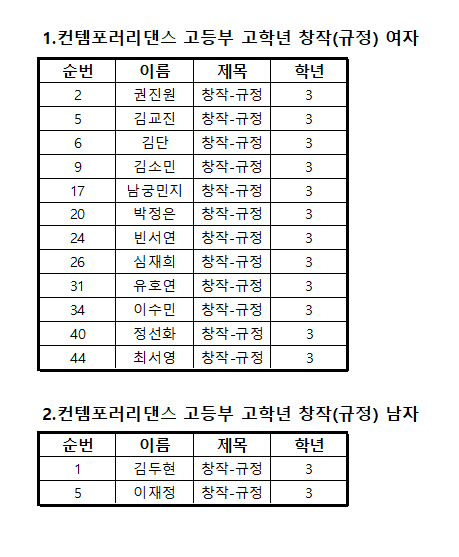 1.컨템포러리댄스 고등부 고학년 창작(규정) 여자
순번 이름 제목 학년
2 권진원 창작-규정 3
5 김교진 창작-규정 3
6 김단 창작-규정 3
9 김소민 창작-규정 3
17 남궁민지 창작-규정 3
20 박정은 창작-규정 3
24 빈서연 창작-규정 3
26 심재희 창작-규정 3
31 유호연 창작-규정 3
34 이수민 창작-규정 3
40 정선화 창작-규정 3
44 최서영 창작-규정 3
2.컨템포러리댄스 고등부 고학년 창작(규정) 남자
순번 이름 제목 학년
1 김두현 창작-규정 3
5 이재정 창작-규정 3